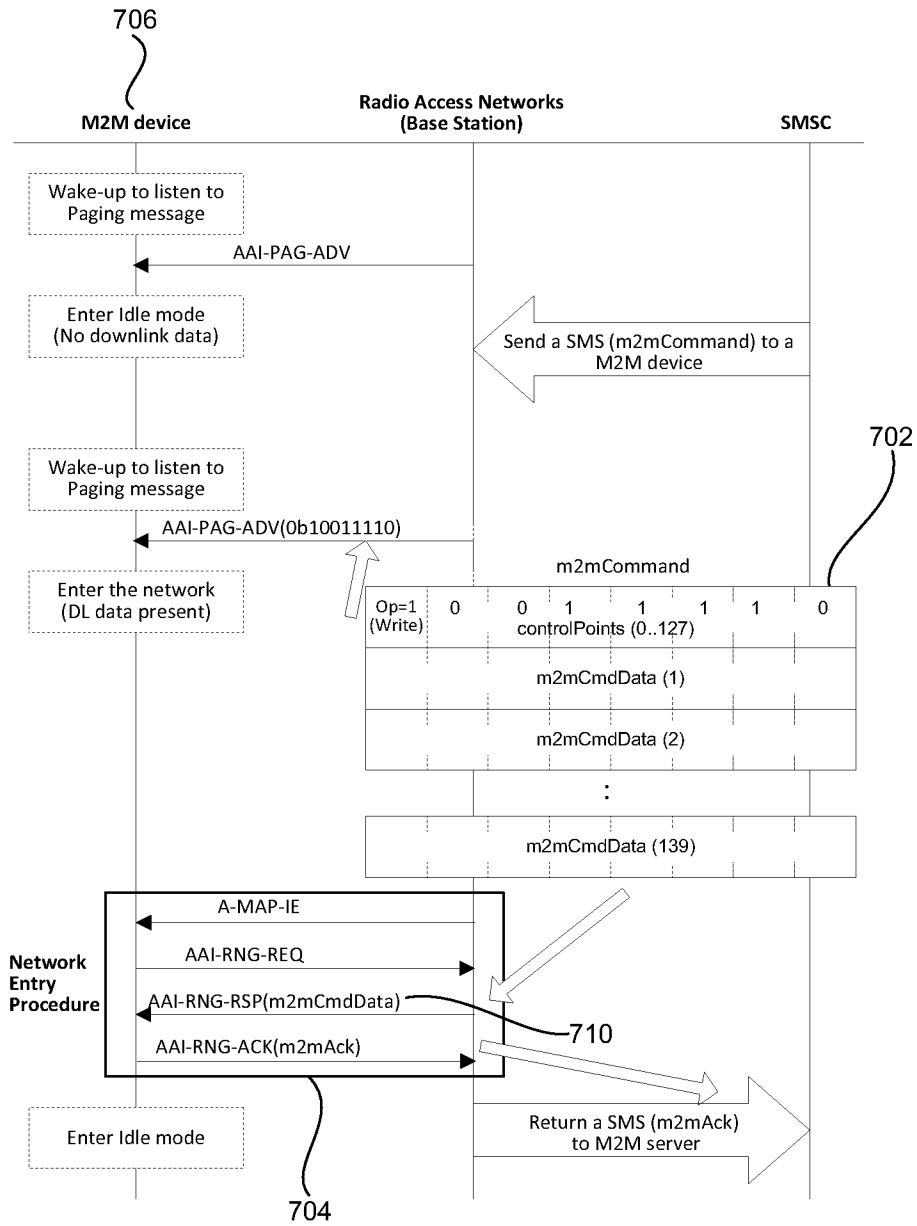 706
M2M device
Radio Access Networks
(Base Station)
SMSC
Wake-up to listen to
Paging message
AAI-PAG-ADV
Enter Idle mode
(No downlink data)
Send a SMS (m2mCommand) to a
M2M device
702
Wake-up to listen to
Paging message
AAI-PAG-ADV(0b10011110)
Enter the network
(DL data present)
m2mCommand
Op=1
(Write)
0 0 1 1 1 1 0
controlPoints (0..127)
m2mCmdData (1)
m2mCmdData (2)
:
m2mCmdData (139)
Network
Entry
Procedure
A-MAP-IE
AAI-RNG-REQ
AAI-RNG-RSP(m2mCmdData)
710
AAI-RNG-ACK(m2mAck)
Enter Idle mode
Return a SMS (m2mAck)
to M2M server
704